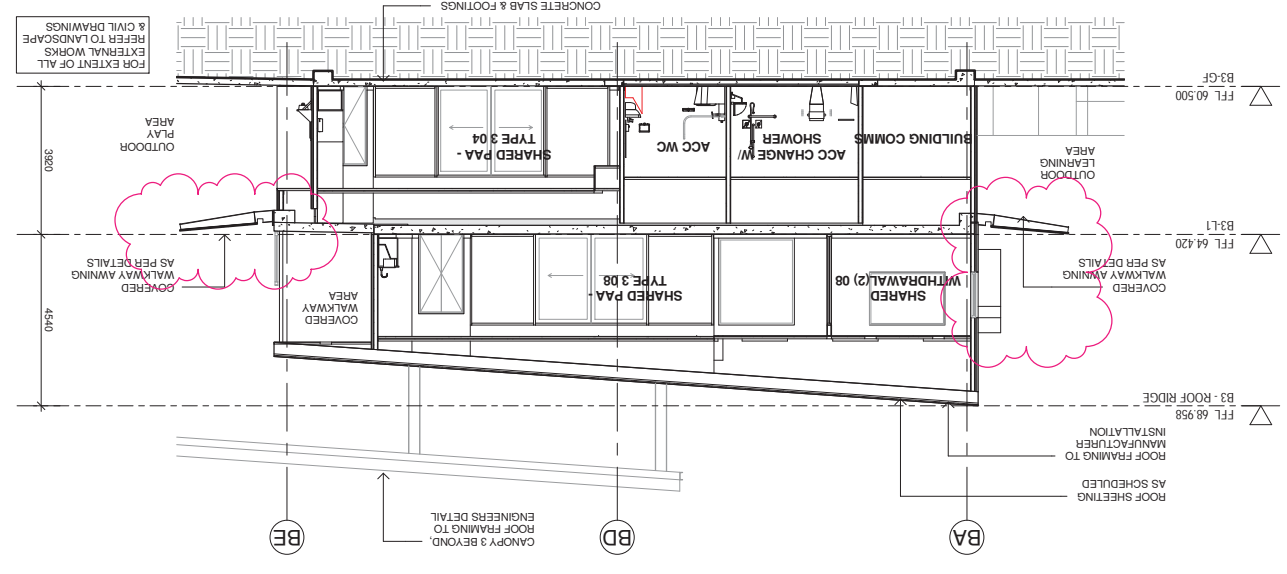 BA
BD
BE
CANOPY 3 BEYOND,
ROOF FRAMING TO
ENGINEERS DETAIL
ROOF SHEETING
AS SCHEDULED
ROOF FRAMING TO
MANUFACTURER
INSTALLATION
FFL 68.958
B3 - ROOF RIDGE
COVERED
WALKWAY AWNING
AS PER DETAILS
SHARED
WITHDRAWAL (2) 08
SHARED PAA -
TYPE 3 08
COVERED
WALKWAY
AREA
COVERED
WALKWAY AWNING
AS PER DETAILS
4540
FFL 64.420
B3-L1
OUTDOOR
LEARNING
AREA
BUILDING COMMS
ACC CHANGE W/
SHOWER
ACC WC
SHARED PAA -
TYPE 3 04
OUTDOOR
PLAY
AREA
3920
FFL 60.500
B3-GF
CONCRETE SLAB & FOOTINGS
FOR EXTENT OF ALL
EXTERNAL WORKS
REFER TO LANDSCAPE
& CIVIL DRAWINGS